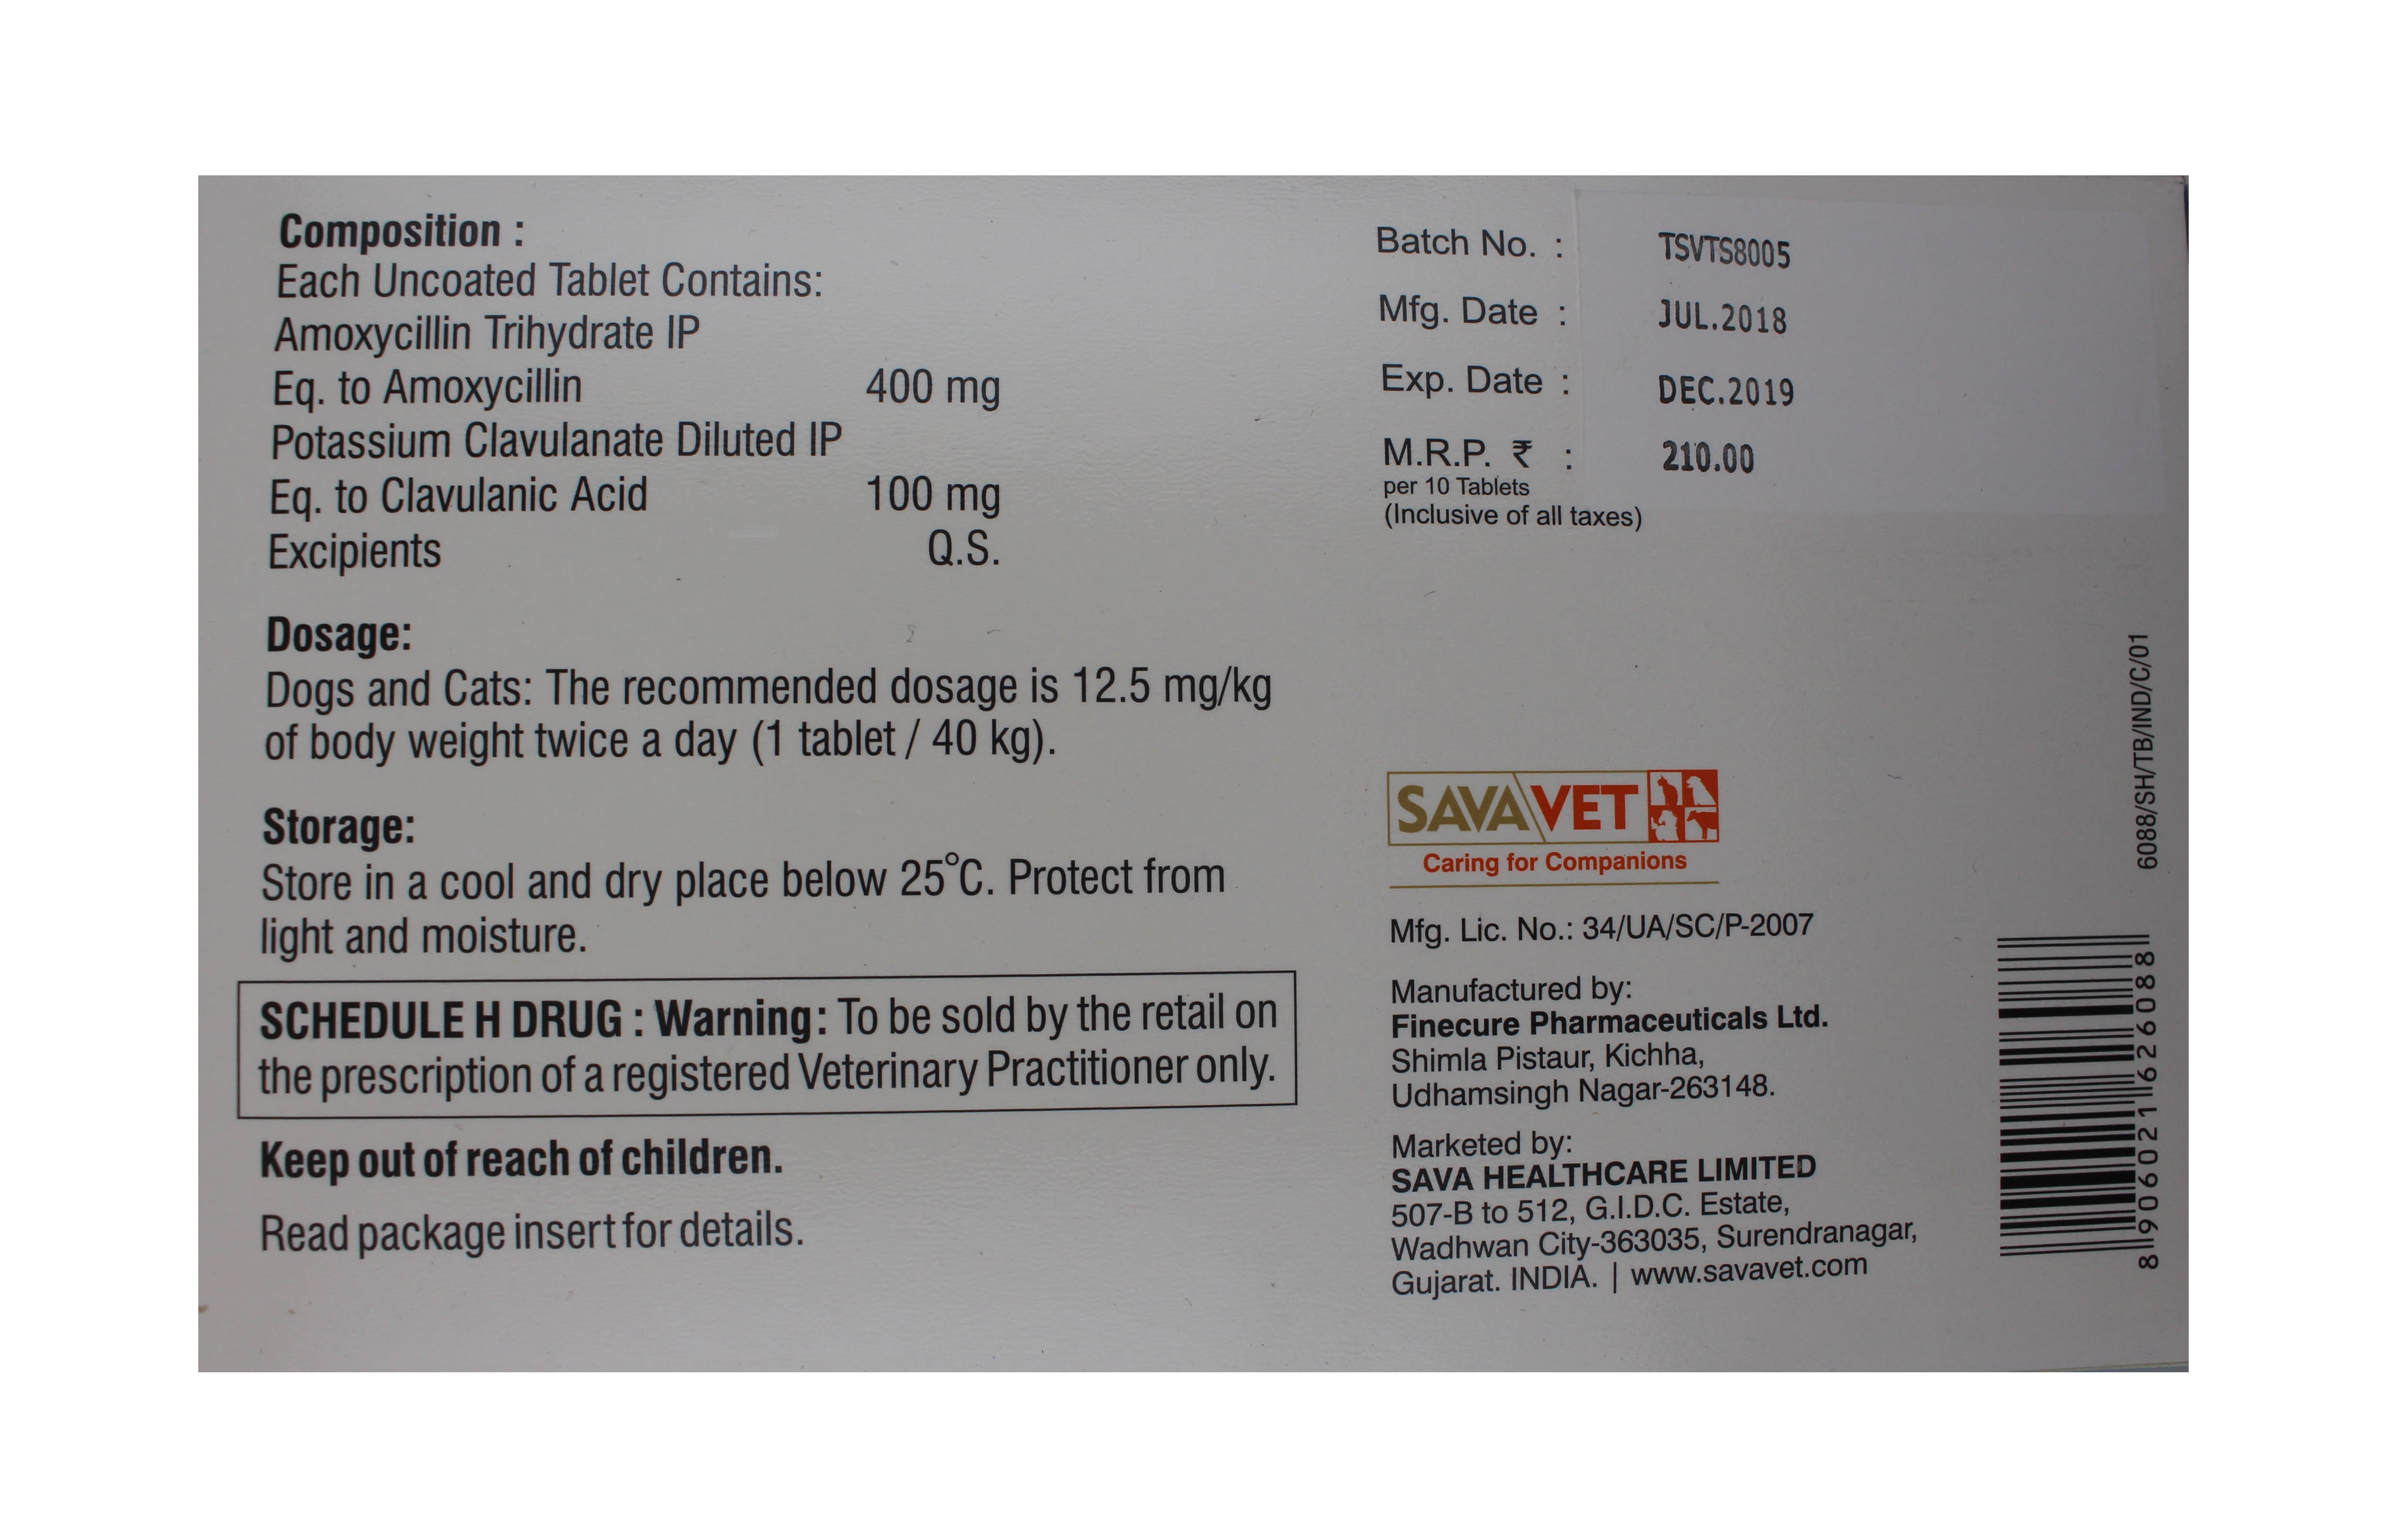 Composition :
Each Uncoated Tablet Contains:
Amoxycillin Trihydrate IP
Eq. to Amoxycillin 400 mg
Potassium Clavulanate Diluted IP
Eq. to Clavulanic Acid 100 mg
Excipients Q.S.
Dosage:
Dogs and Cats: The recommended dosage is 12.5 mg/kg
of body weight twice a day (1 tablet / 40 kg).
Storage:
Store in a cool and dry place below 25°C. Protect from
light and moisture.
SCHEDULE H DRUG : Warning: To be sold by the retail on
the prescription of a registered Veterinary Practitioner only.
Keep out of reach of children.
Read package insert for details.
Batch No. : TSVTS8005
Mfg. Date : JUL.2018
Exp. Date : DEC.2019
M.R.P. ₹ : 210.00
per 10 Tablets
(Inclusive of all taxes)
SAVAVET
Caring for Companions
Mfg. Lic. No.: 34/UA/SC/P-2007
Manufactured by:
Finecure Pharmaceuticals Ltd.
Shimla Pistaur, Kichha,
Udhamsingh Nagar-263148.
Marketed by:
SAVA HEALTHCARE LIMITED
507-B to 512, G.I.D.C. Estate,
Wadhwan City-363035, Surendranagar,
Gujarat. INDIA. | www.savavet.com
6088/SH/TB/IND/C/01
8 906021 626088